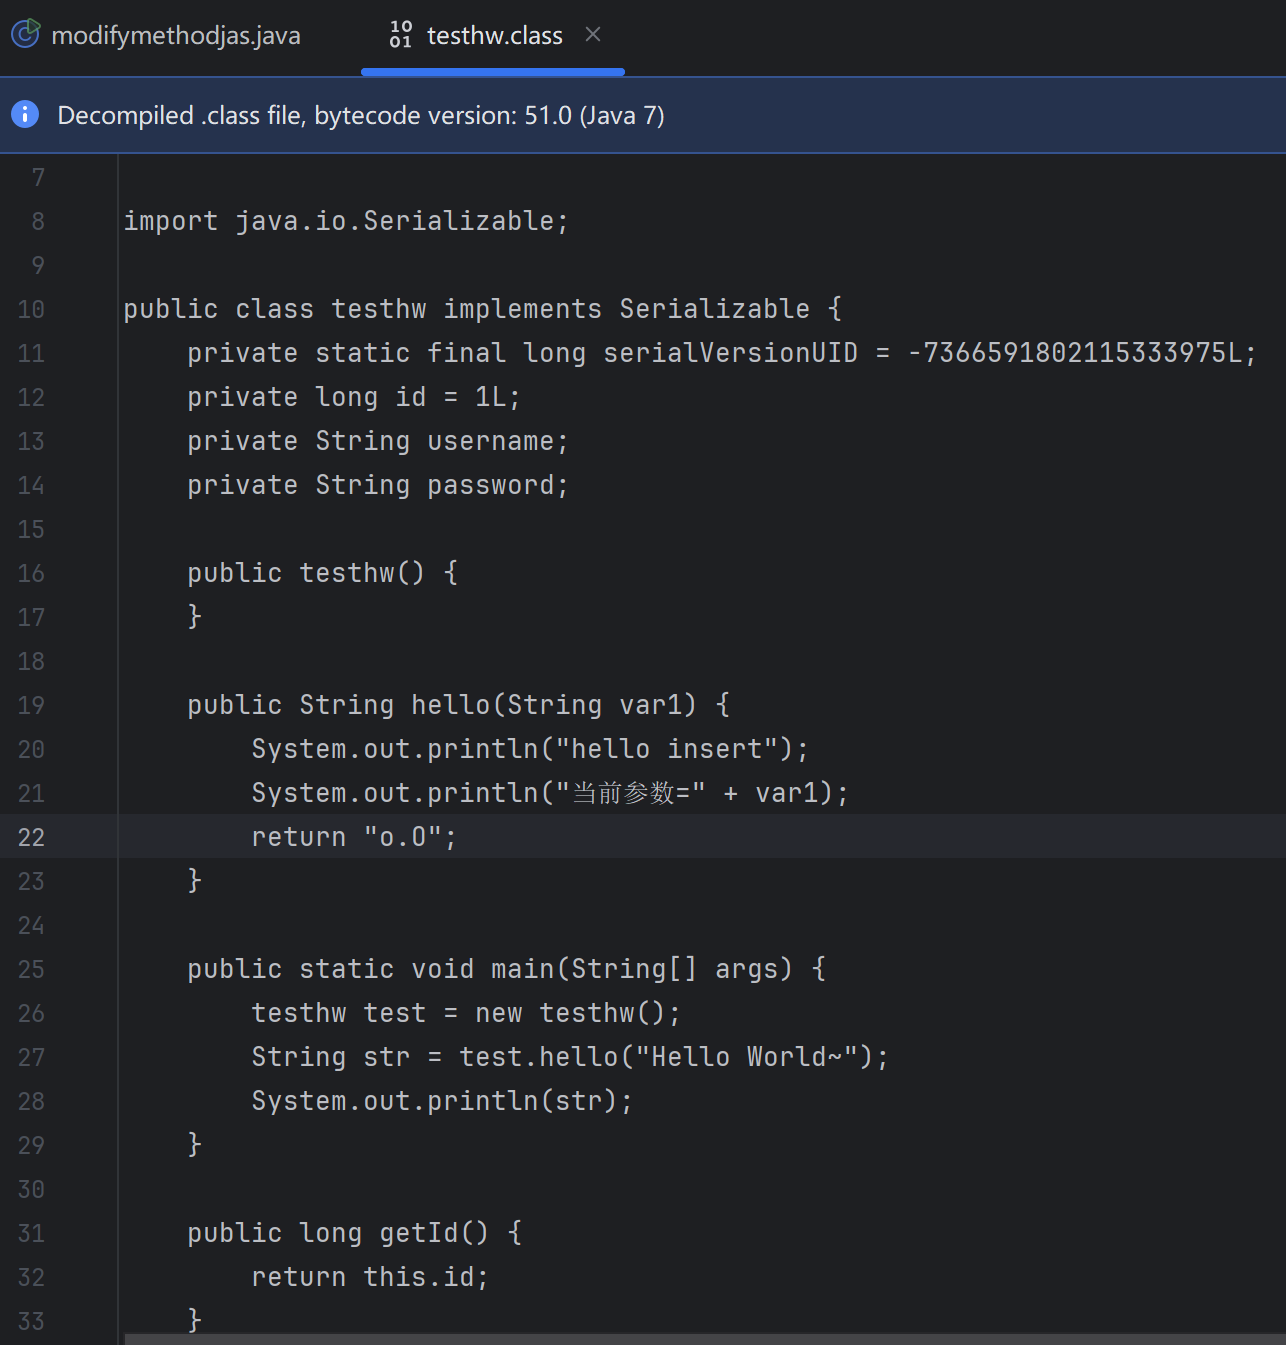 modifymethodjas.java
testhw.class
Decompiled .class file, bytecode version: 51.0 (Java 7)
7
8 import java.io.Serializable;
9
10 public class testhw implements Serializable {
11 private static final long serialVersionUID = -7366591802115333975L;
12 private long id = 1L;
13 private String username;
14 private String password;
15
16 public testhw() {
17 }
18
19 public String hello(String var1) {
20 System.out.println("hello insert");
21 System.out.println("当前参数=" + var1);
22 return "o.O";
23 }
24
25 public static void main(String[] args) {
26 testhw test = new testhw();
27 String str = test.hello("Hello World~");
28 System.out.println(str);
29 }
30
31 public long getId() {
32 return this.id;
33 }